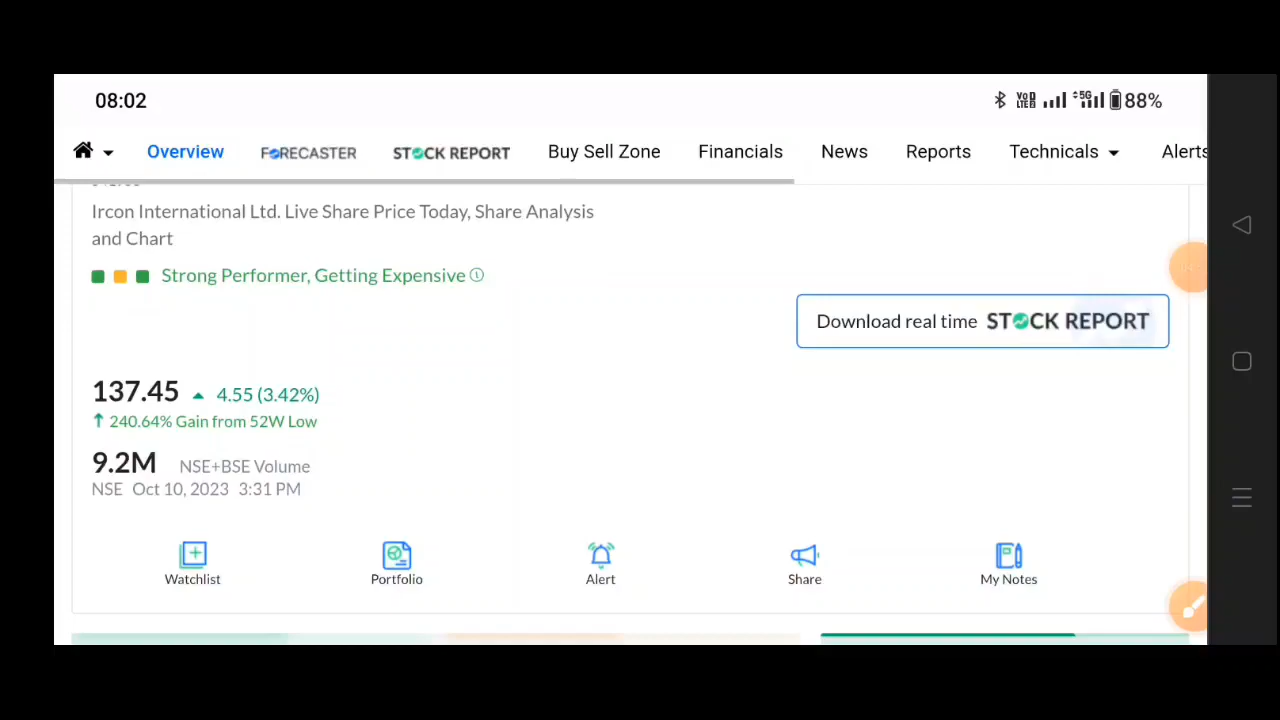 08:02
VoD LTE2 5G 88%
Overview FORECASTER STOCK REPORT Buy Sell Zone Financials News Reports Technicals Alerts
Ircon International Ltd. Live Share Price Today, Share Analysis
and Chart
Strong Performer, Getting Expensive
Download real time STOCK REPORT
137.45 4.55 (3.42%)
240.64% Gain from 52W Low
9.2M NSE+BSE Volume
NSE Oct 10, 2023 3:31 PM
Watchlist Portfolio Alert Share My Notes